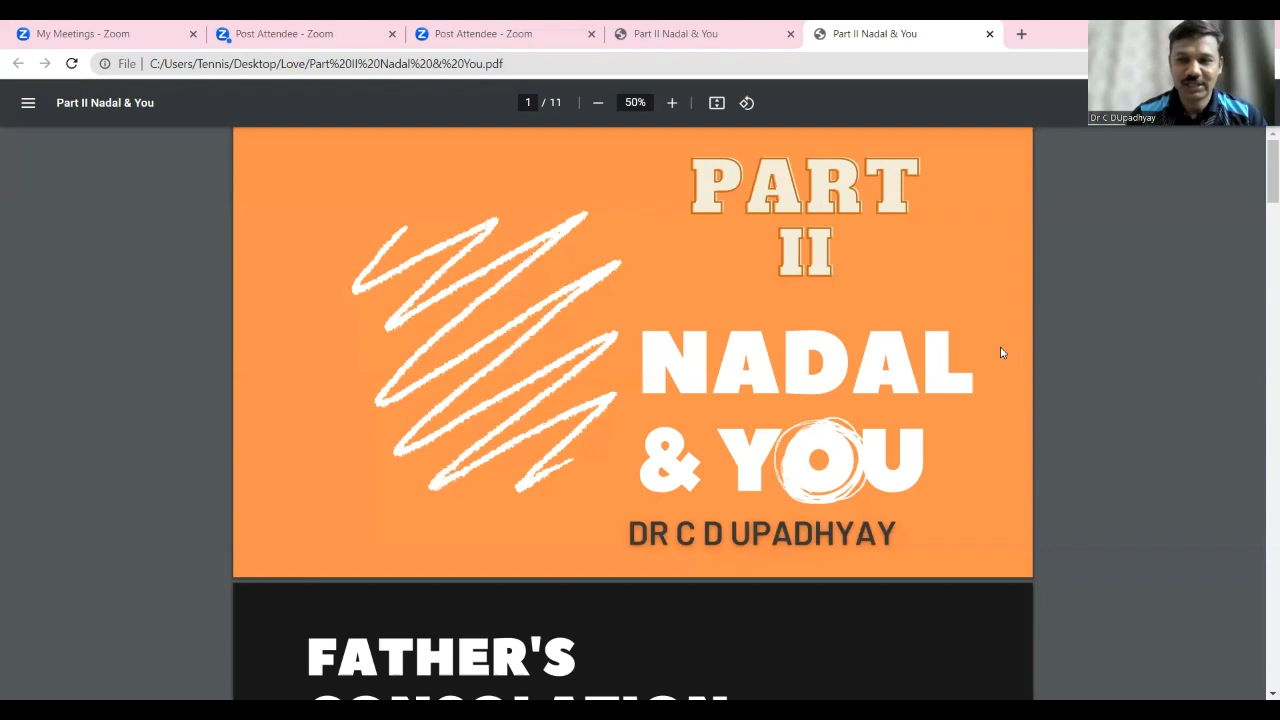 My Meetings - Zoom
Post Attendee - Zoom
Post Attendee - Zoom
Part II Nadal & You
Part II Nadal & You
File
C:/Users/Tennis/Desktop/Love/Part%20II%20Nadal%20&%20You.pdf
Part II Nadal & You
1 / 11
50%
Dr C DUpadhyay
PART
II
NADAL
& YOU
DR C D UPADHYAY
FATHER'S
CONSOLATION